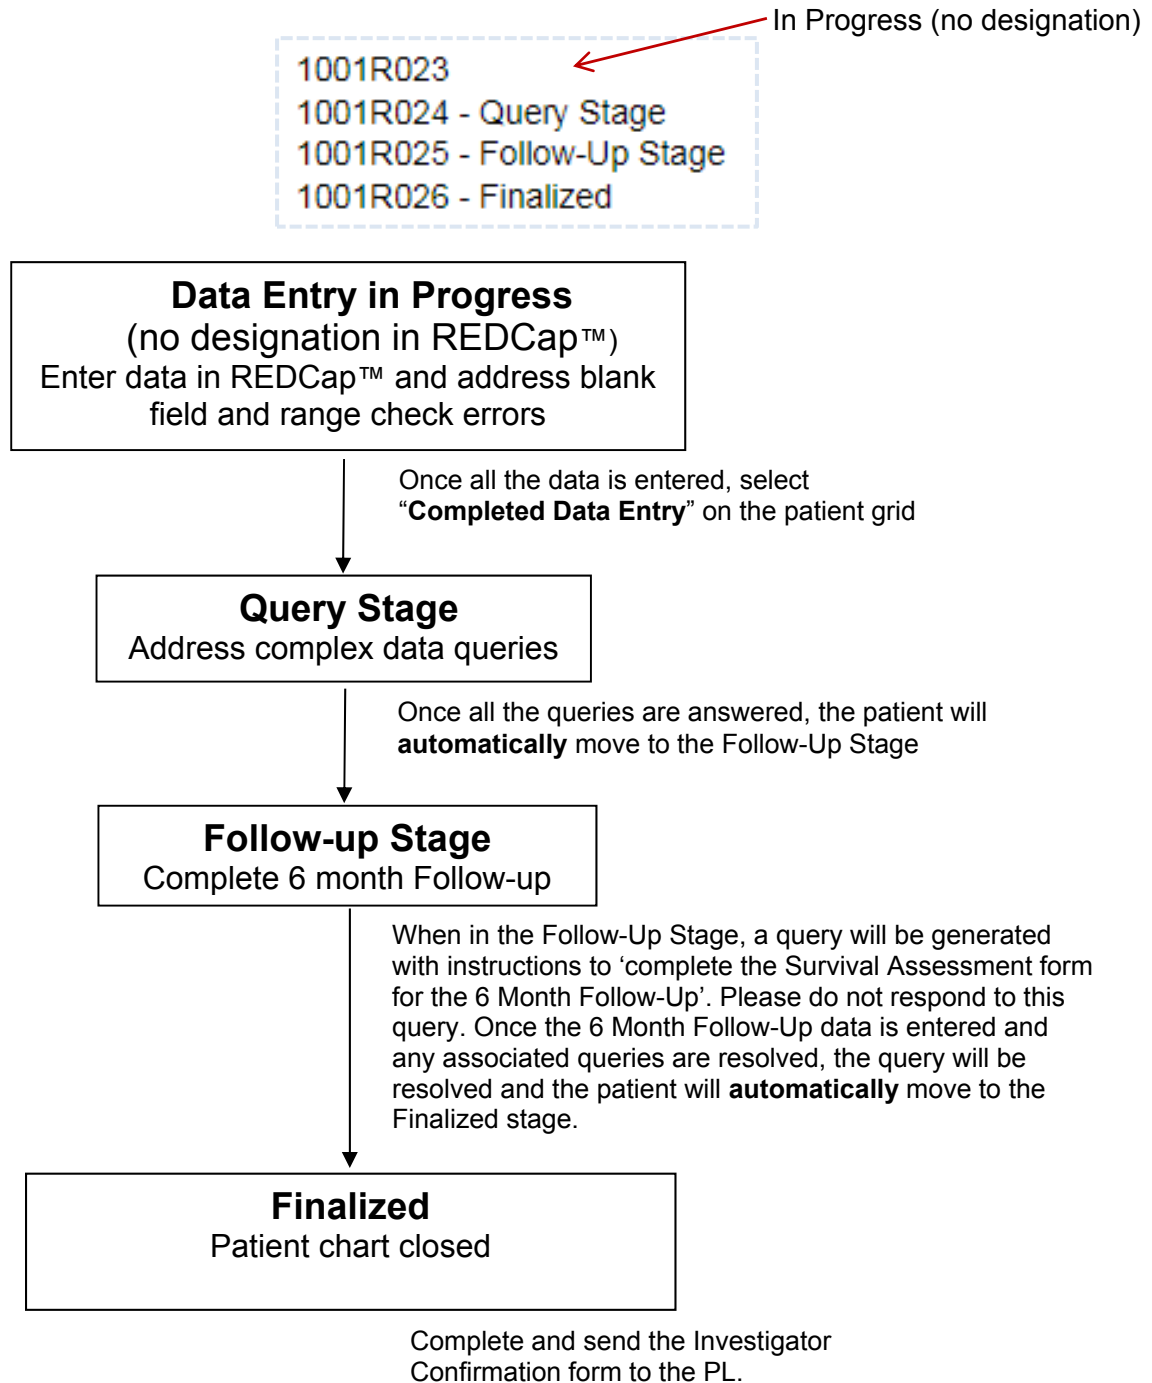 In Progress (no designation)
1001R023
1001R024 - Query Stage
1001R025 - Follow-Up Stage
1001R026 - Finalized
Data Entry in Progress
(no designation in REDCap™)
Enter data in REDCap™ and address blank
field and range check errors
Once all the data is entered, select
“Completed Data Entry” on the patient grid
Query Stage
Address complex data queries
Once all the queries are answered, the patient will
automatically move to the Follow-Up Stage
Follow-up Stage
Complete 6 month Follow-up
When in the Follow-Up Stage, a query will be generated
with instructions to ‘complete the Survival Assessment form
for the 6 Month Follow-Up’. Please do not respond to this
query. Once the 6 Month Follow-Up data is entered and
any associated queries are resolved, the query will be
resolved and the patient will automatically move to the
Finalized stage.
Finalized
Patient chart closed
Complete and send the Investigator
Confirmation form to the PL.